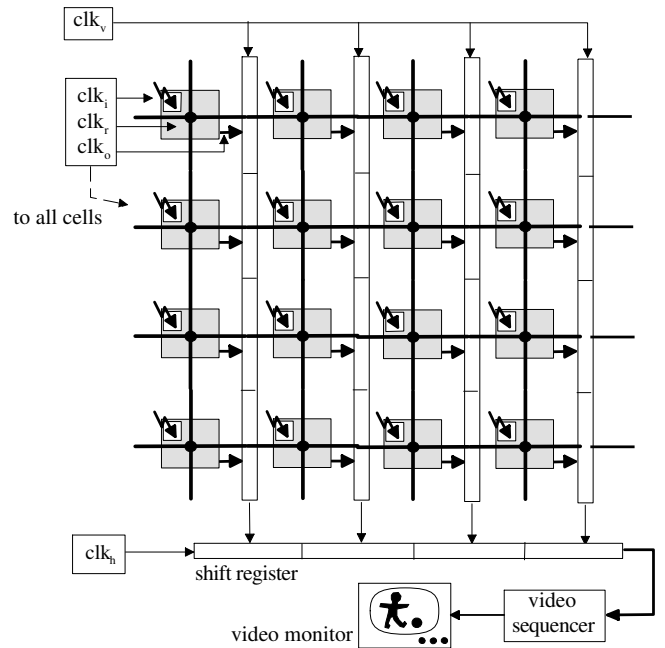 clkv
clki
clkr
clko
to all cells
clkh
shift register
video monitor
video
sequencer